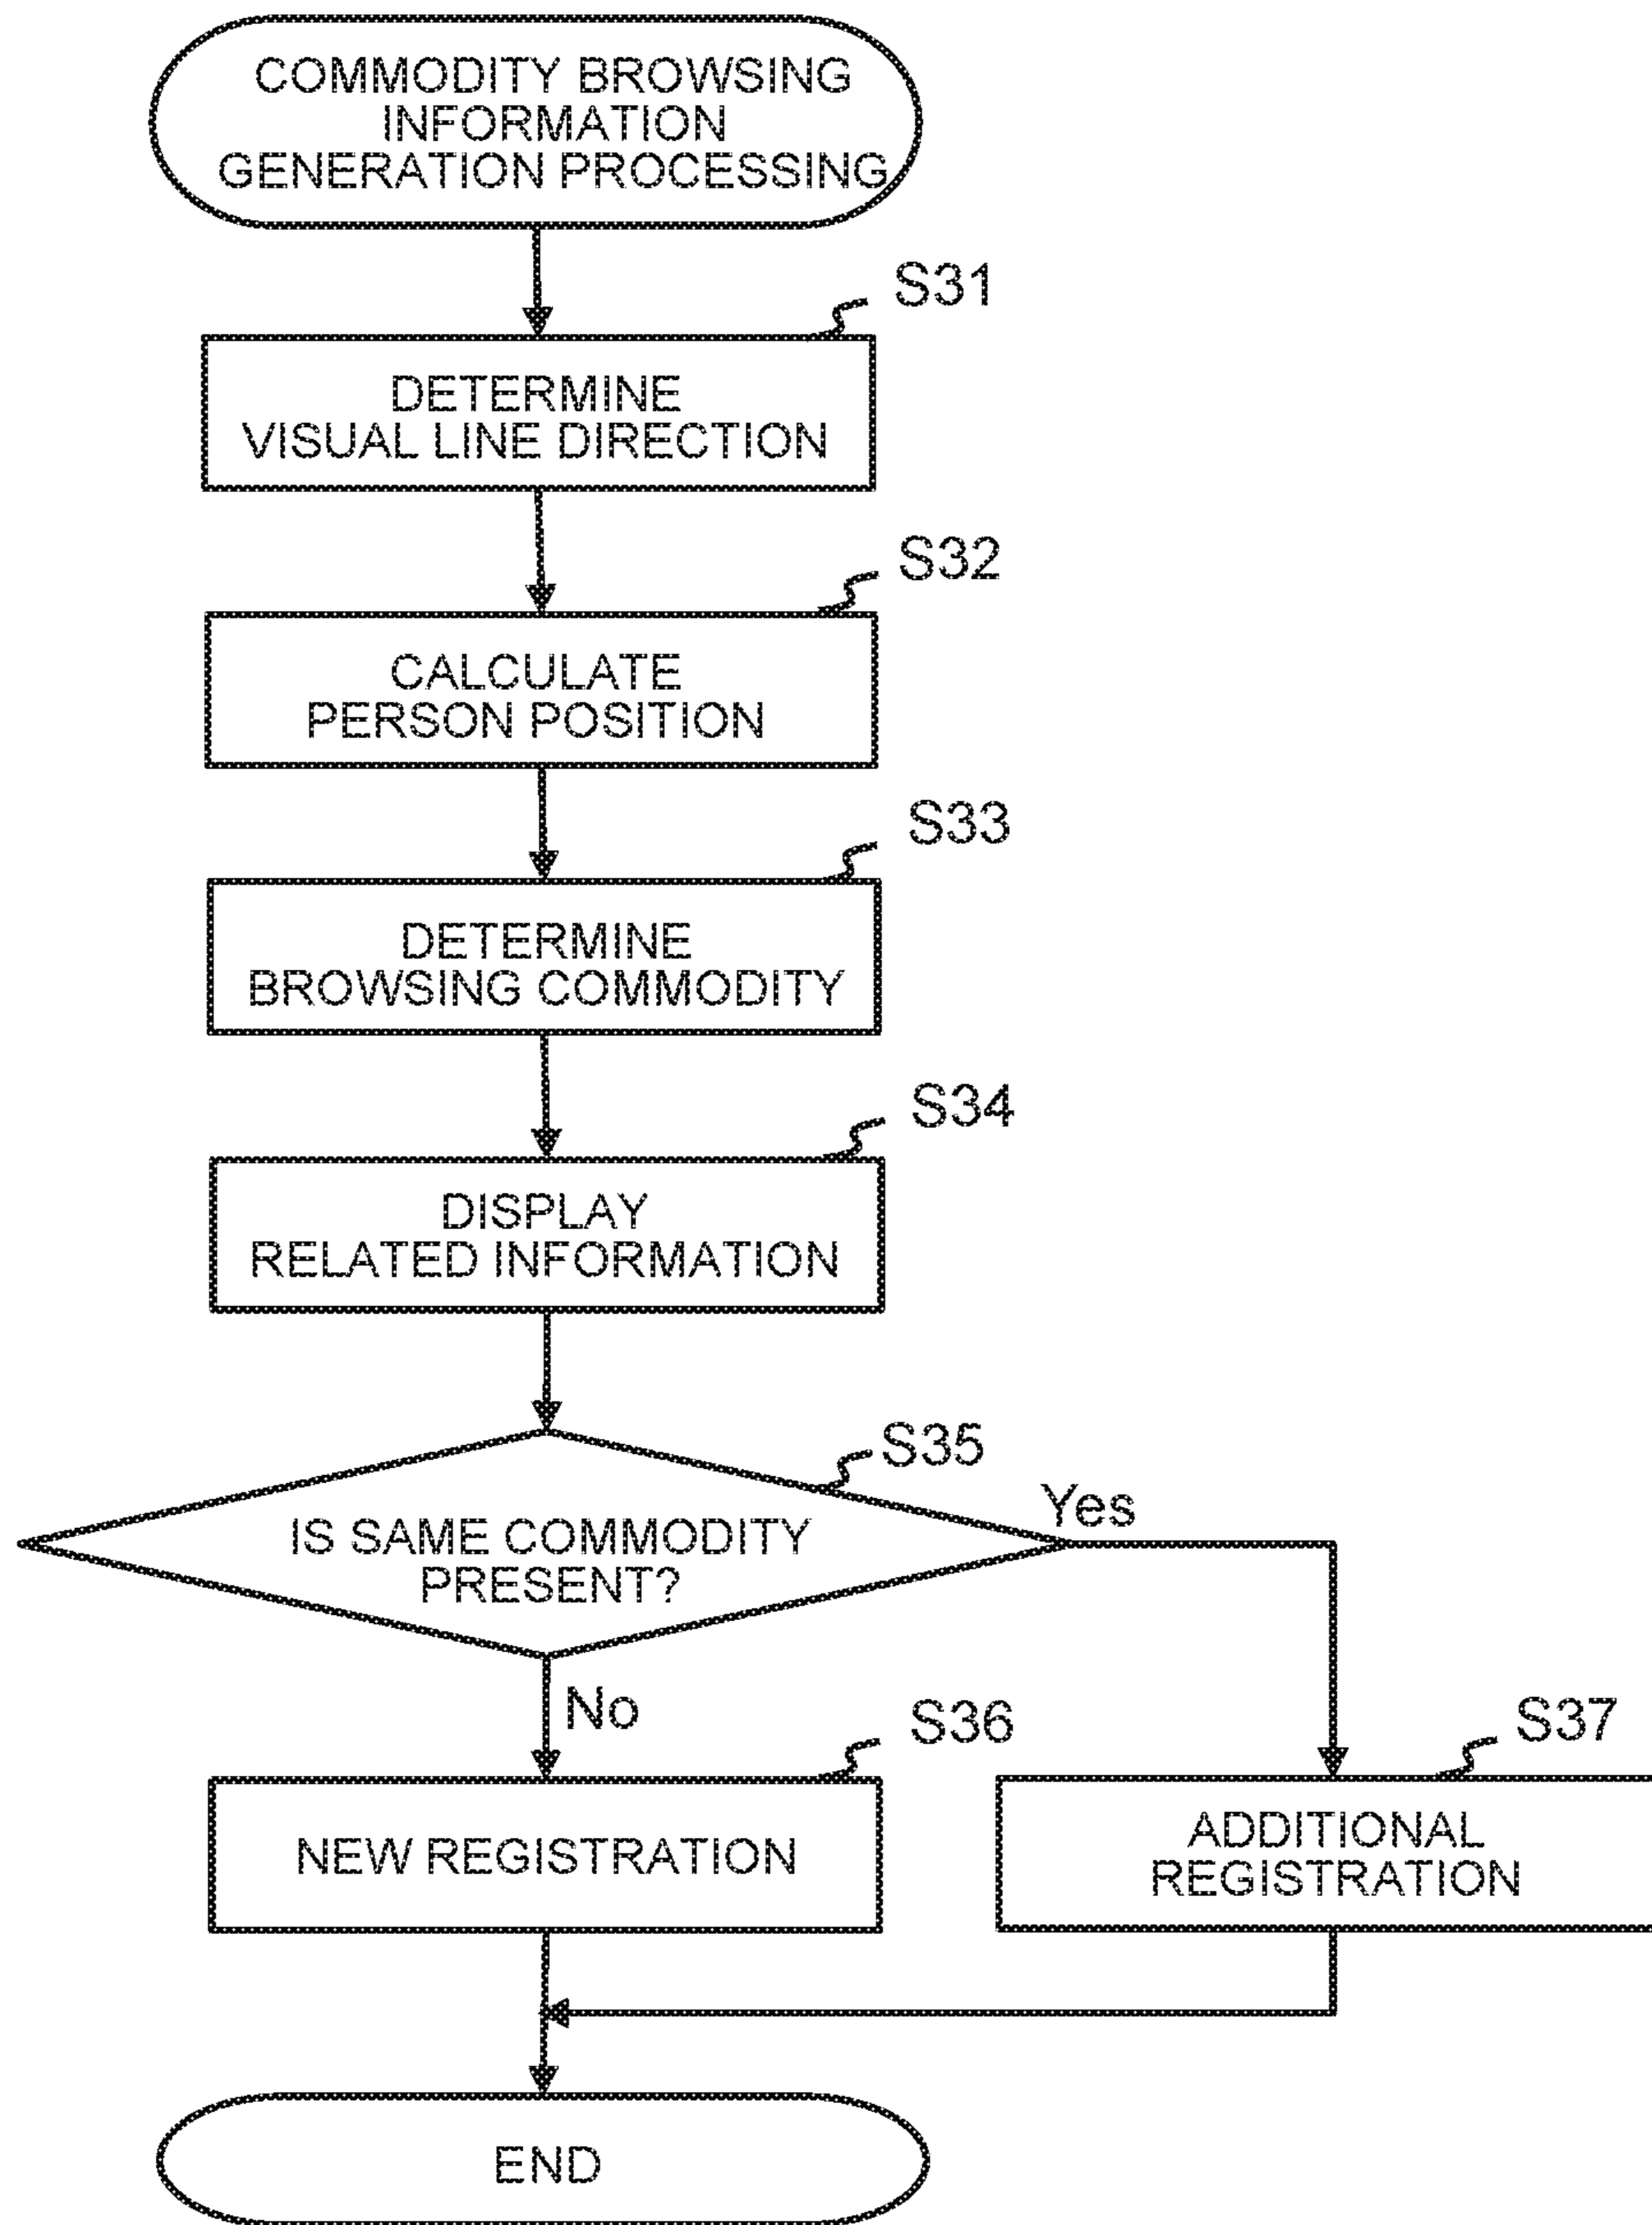 COMMODITY BROWSING
INFORMATION
GENERATION PROCESSING
S31
DETERMINE
VISUAL LINE DIRECTION
S32
CALCULATE
PERSON POSITION
S33
DETERMINE
BROWSING COMMODITY
S34
DISPLAY
RELATED INFORMATION
S35
Yes
IS SAME COMMODITY
PRESENT?
No
S36
S37
NEW REGISTRATION
ADDITIONAL
REGISTRATION
END